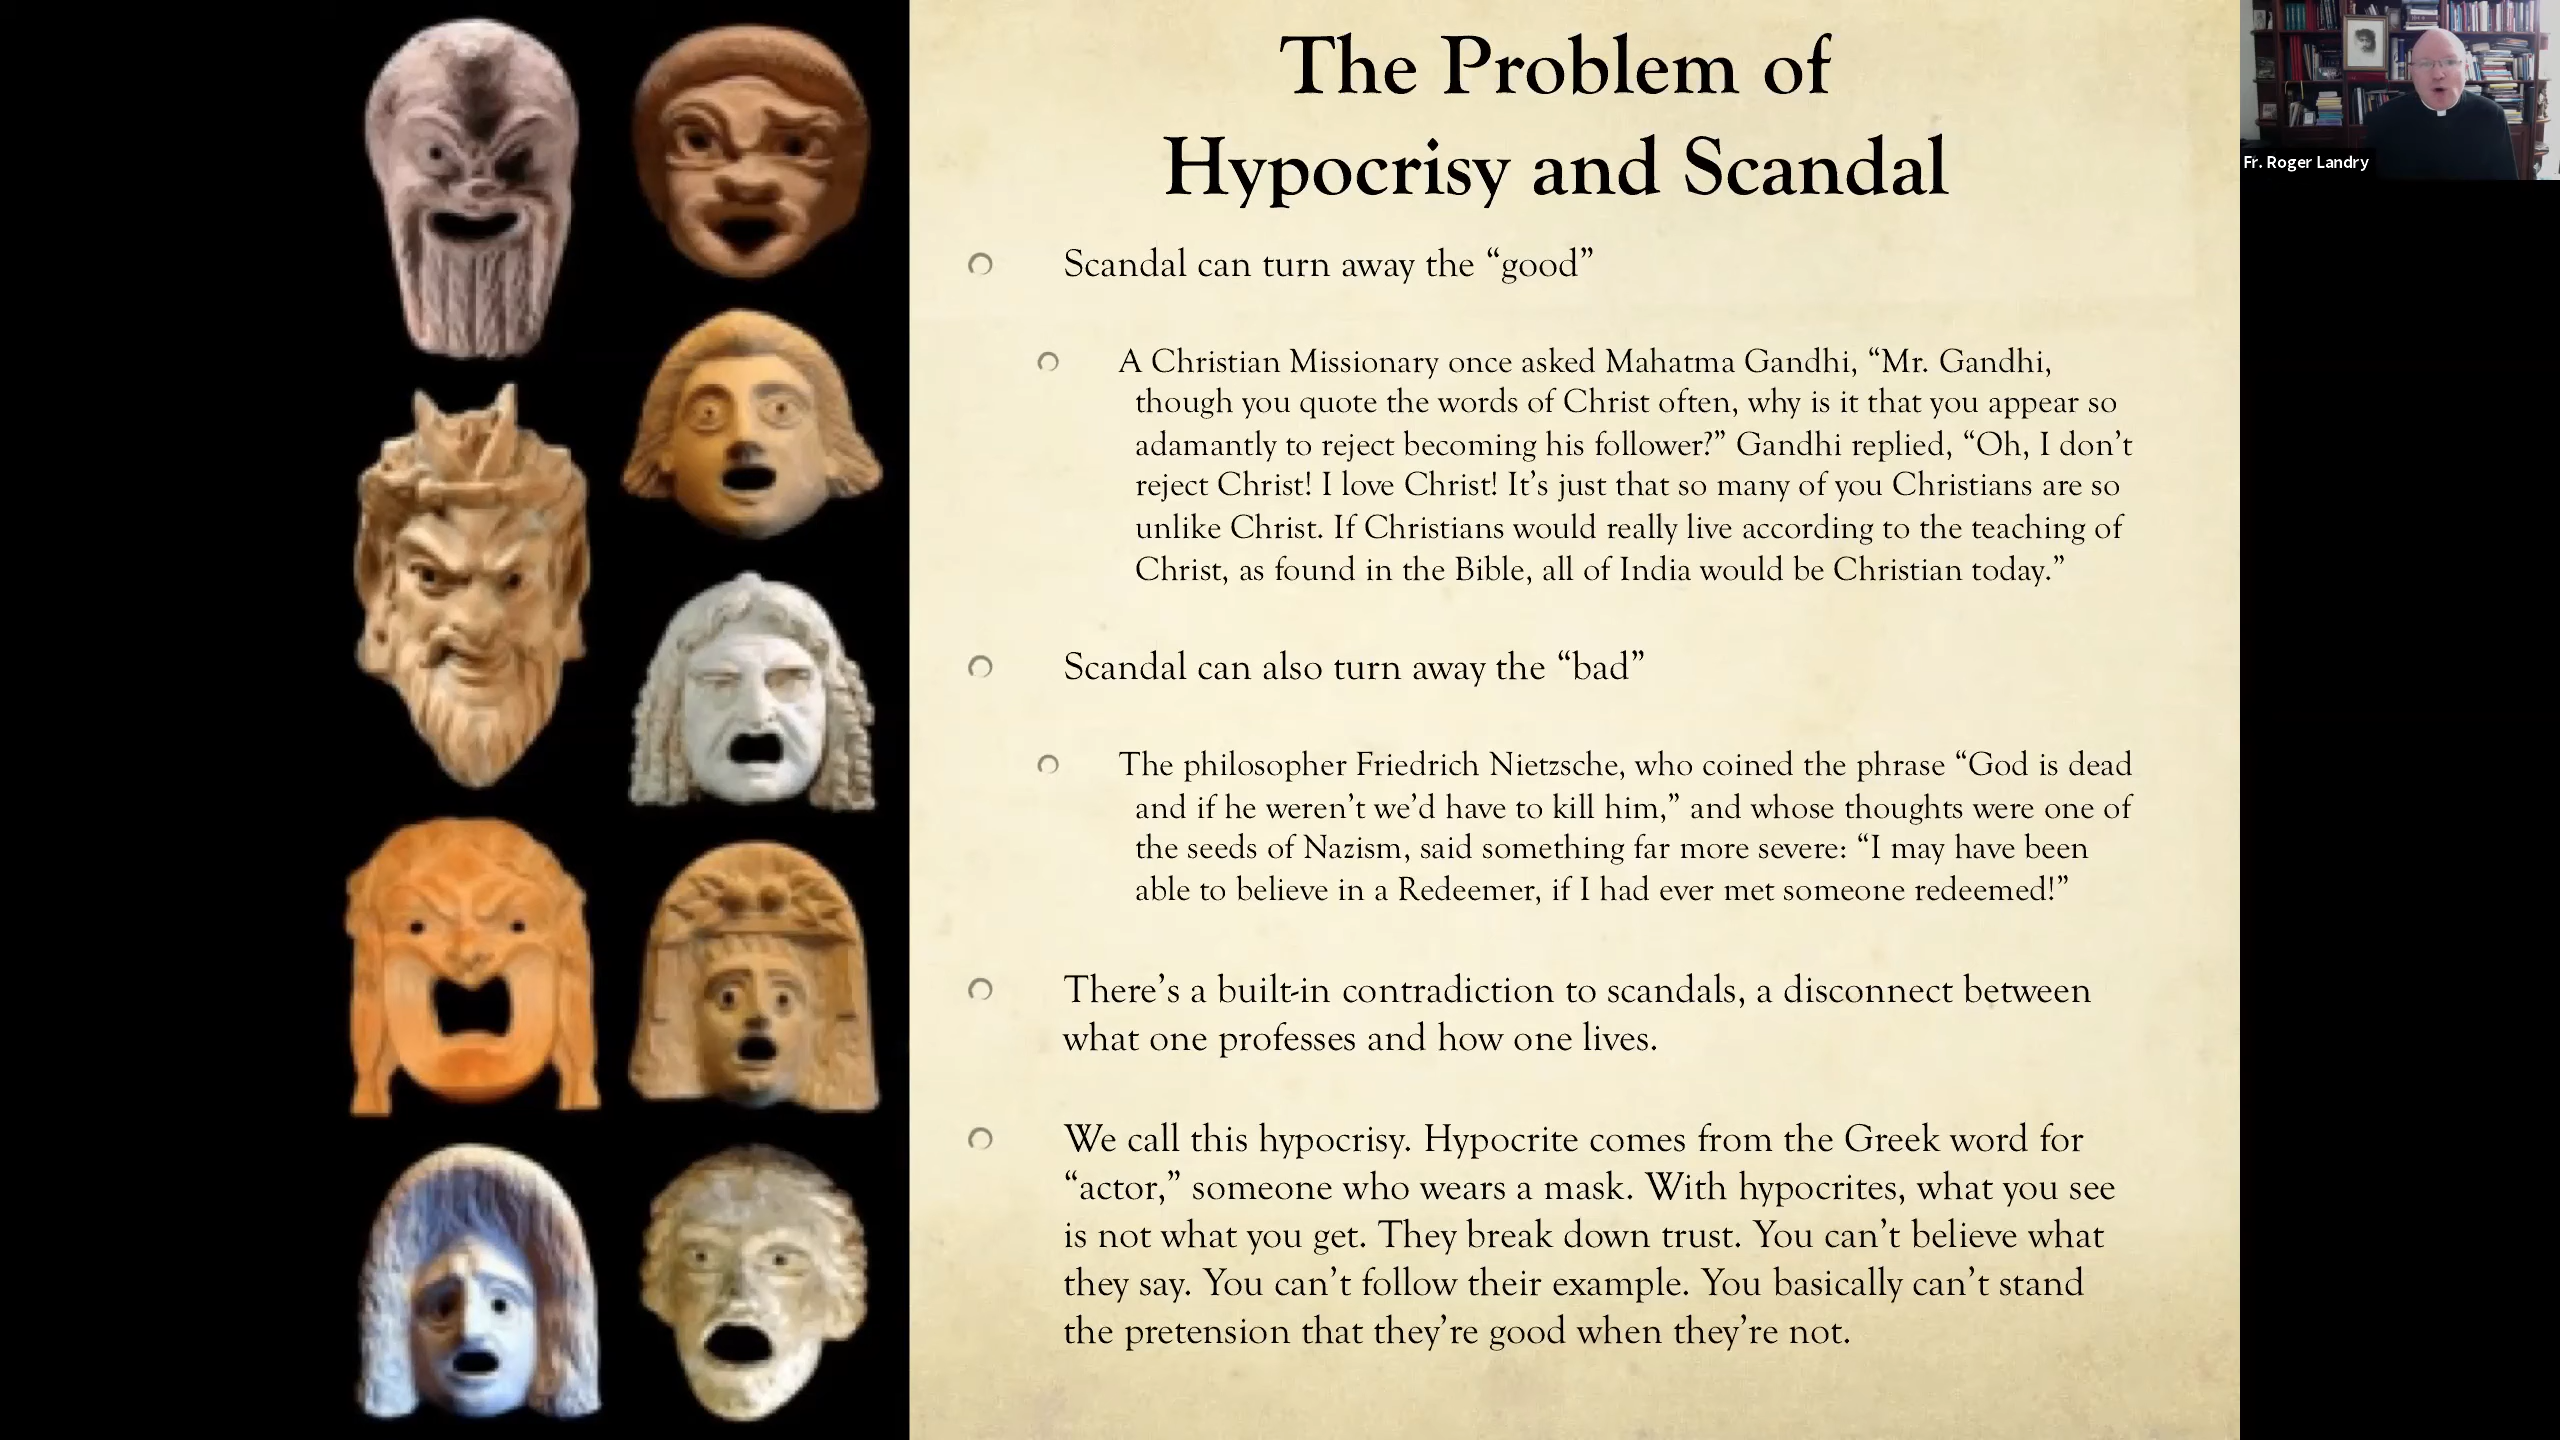 The Problem of
Hypocrisy and Scandal
Scandal can turn away the “good”
A Christian Missionary once asked Mahatma Gandhi, “Mr. Gandhi,
though you quote the words of Christ often, why is it that you appear so
adamantly to reject becoming his follower?” Gandhi replied, “Oh, I don’t
reject Christ! I love Christ! It’s just that so many of you Christians are so
unlike Christ. If Christians would really live according to the teaching of
Christ, as found in the Bible, all of India would be Christian today.”
Scandal can also turn away the “bad”
The philosopher Friedrich Nietzsche, who coined the phrase “God is dead
and if he weren’t we’d have to kill him,” and whose thoughts were one of
the seeds of Nazism, said something far more severe: “I may have been
able to believe in a Redeemer, if I had ever met someone redeemed!”
There’s a built-in contradiction to scandals, a disconnect between
what one professes and how one lives.
We call this hypocrisy. Hypocrite comes from the Greek word for
“actor,” someone who wears a mask. With hypocrites, what you see
is not what you get. They break down trust. You can’t believe what
they say. You can’t follow their example. You basically can’t stand
the pretension that they’re good when they’re not.
Fr. Roger Landry